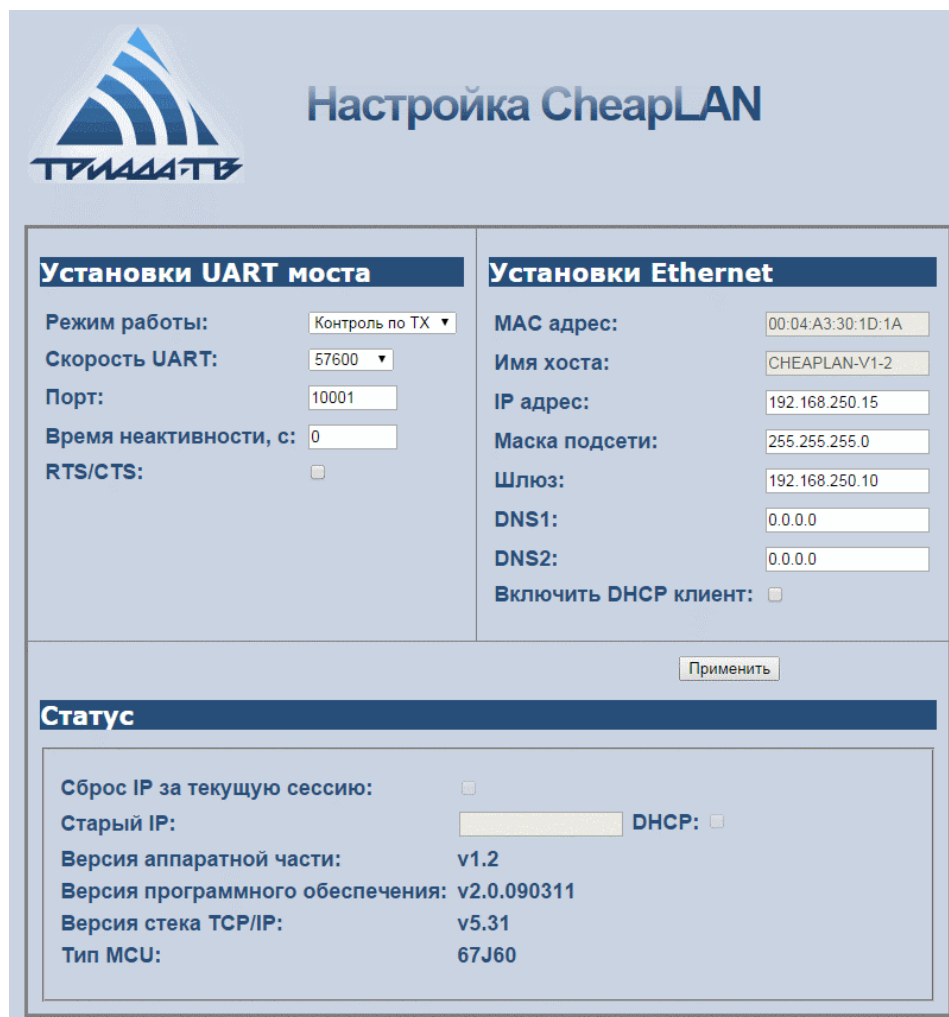 ТРИАДА-ТВ
Настройка CheapLAN
Установки UART моста
Режим работы: Контроль по TX
Скорость UART: 57600
Порт: 10001
Время неактивности, с: 0
RTS/CTS:
Установки Ethernet
MAC адрес: 00:04:A3:30:1D:1A
Имя хоста: CHEAPLAN-V1-2
IP адрес: 192.168.250.15
Маска подсети: 255.255.255.0
Шлюз: 192.168.250.10
DNS1: 0.0.0.0
DNS2: 0.0.0.0
Включить DHCP клиент:
Применить
Статус
Сброс IP за текущую сессию:
Старый IP: DHCP:
Версия аппаратной части: v1.2
Версия программного обеспечения: v2.0.090311
Версия стека TCP/IP: v5.31
Тип MCU: 67J60